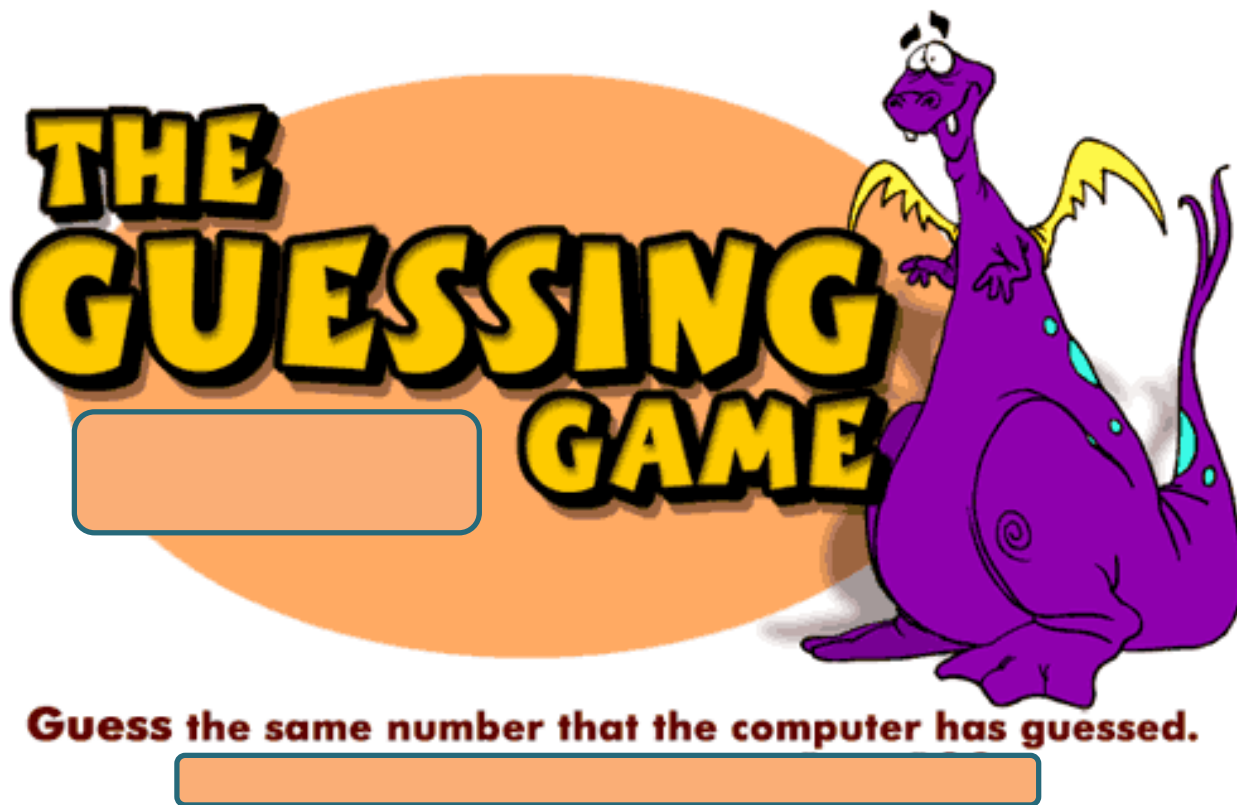 THE
GUESSING
GAME
Guess the same number that the computer has guessed.